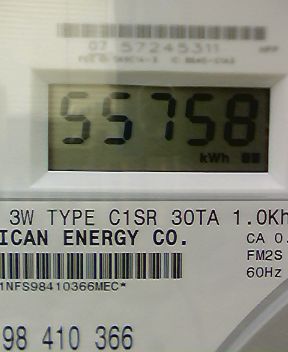 07 57245311
55758
kWh
3W TYPE C1SR 30TA 1.0Kh
ICAN ENERGY CO.
CA 0.
FM2S
60Hz
1NFS98410366MEC*
98 410 366